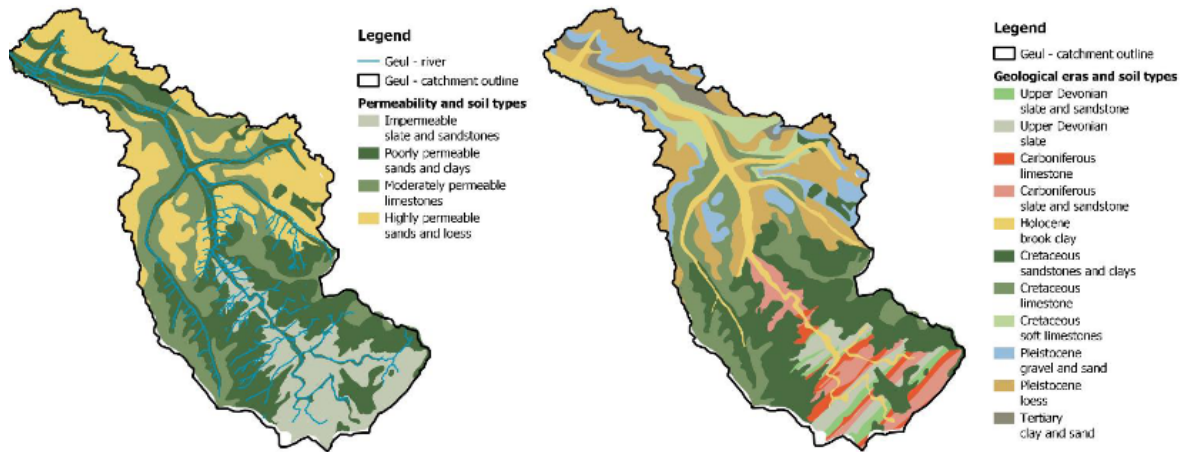 Legend
Geul - river
Geul - catchment outline
Permeability and soil types
Impermeable
slate and sandstones
Poorly permeable
sands and clays
Moderately permeable
limestones
Highly permeable
sands and loess
Legend
Geul - catchment outline
Geological eras and soil types
Upper Devonian
slate and sandstone
Upper Devonian
slate
Carboniferous
limestone
Carboniferous
slate and sandstone
Holocene
brook clay
Cretaceous
sandstones and clays
Cretaceous
limestone
Cretaceous
soft limestones
Pleistocene
gravel and sand
Pleistocene
loess
Tertiary
clay and sand